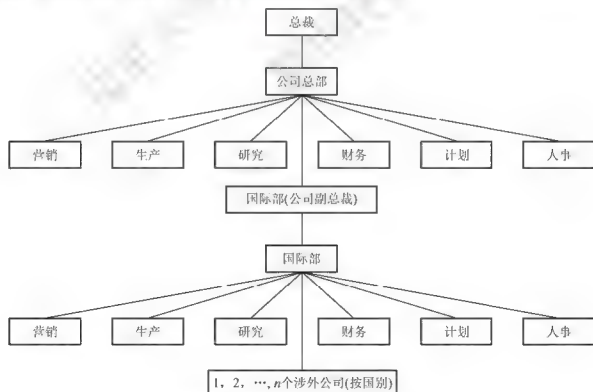 总裁
公司总部
营销 生产 研究 财务 计划 人事
国际部(公司副总裁)
国际部
营销 生产 研究 财务 计划 人事
1，2，…，n个涉外公司(按国别)